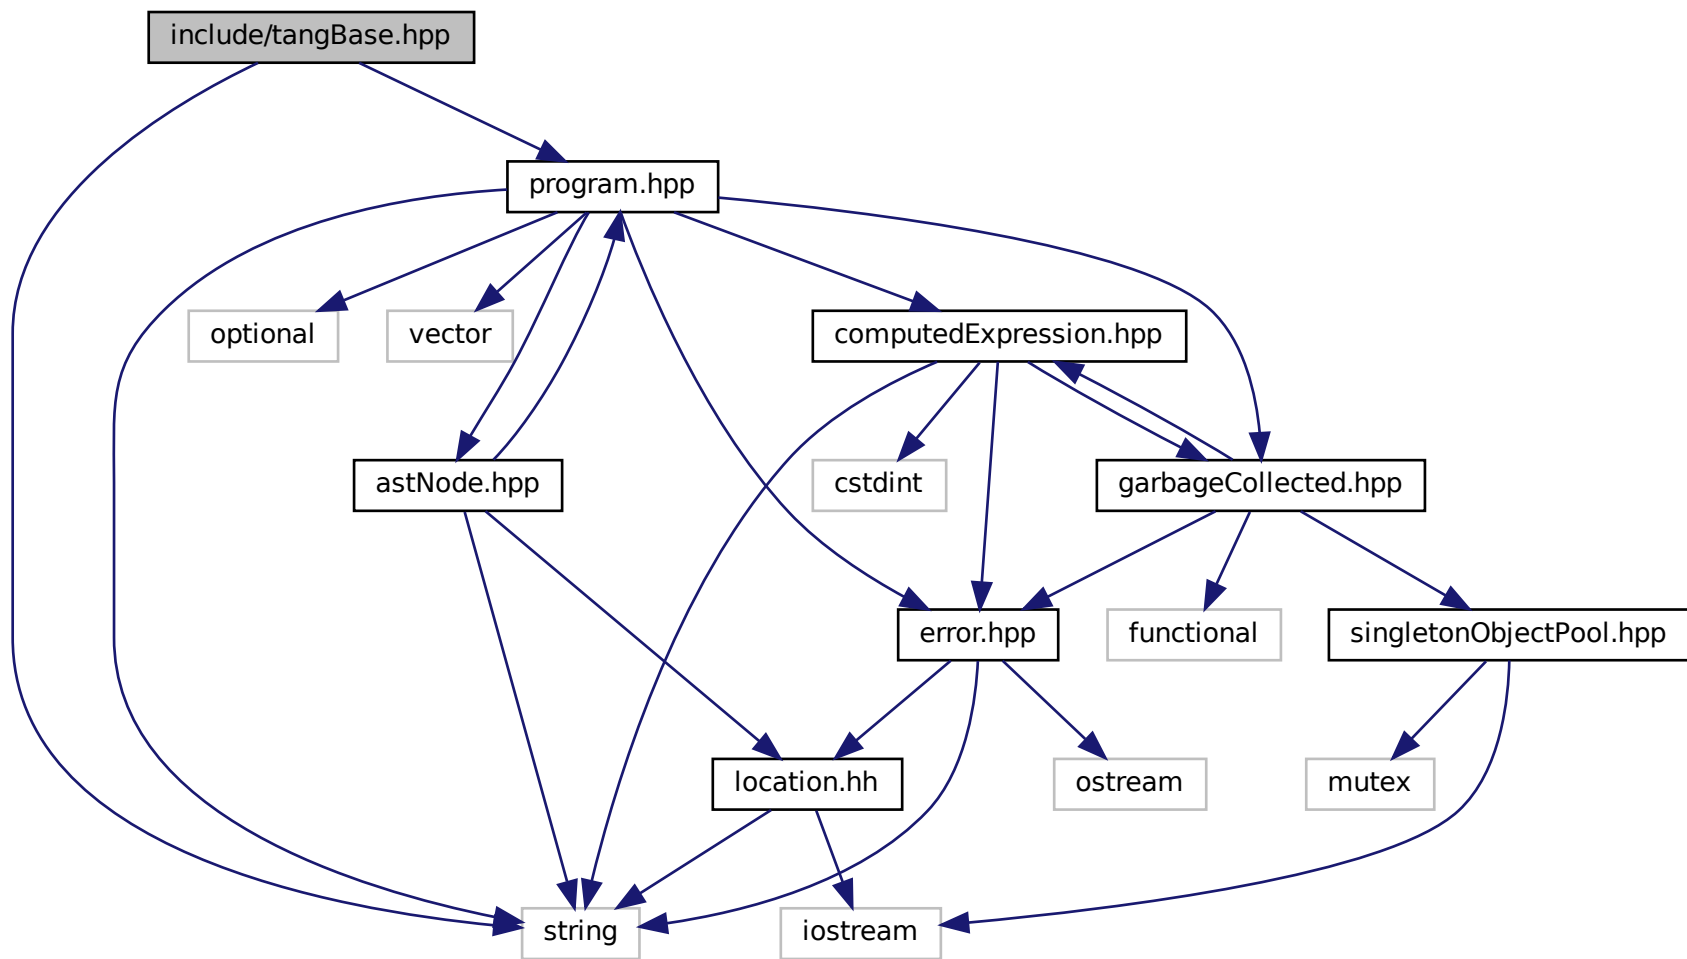 include/tangBase.hpp
program.hpp
optional
vector
computedExpression.hpp
astNode.hpp
cstdint
garbageCollected.hpp
error.hpp
functional
singletonObjectPool.hpp
location.hh
ostream
mutex
string
iostream